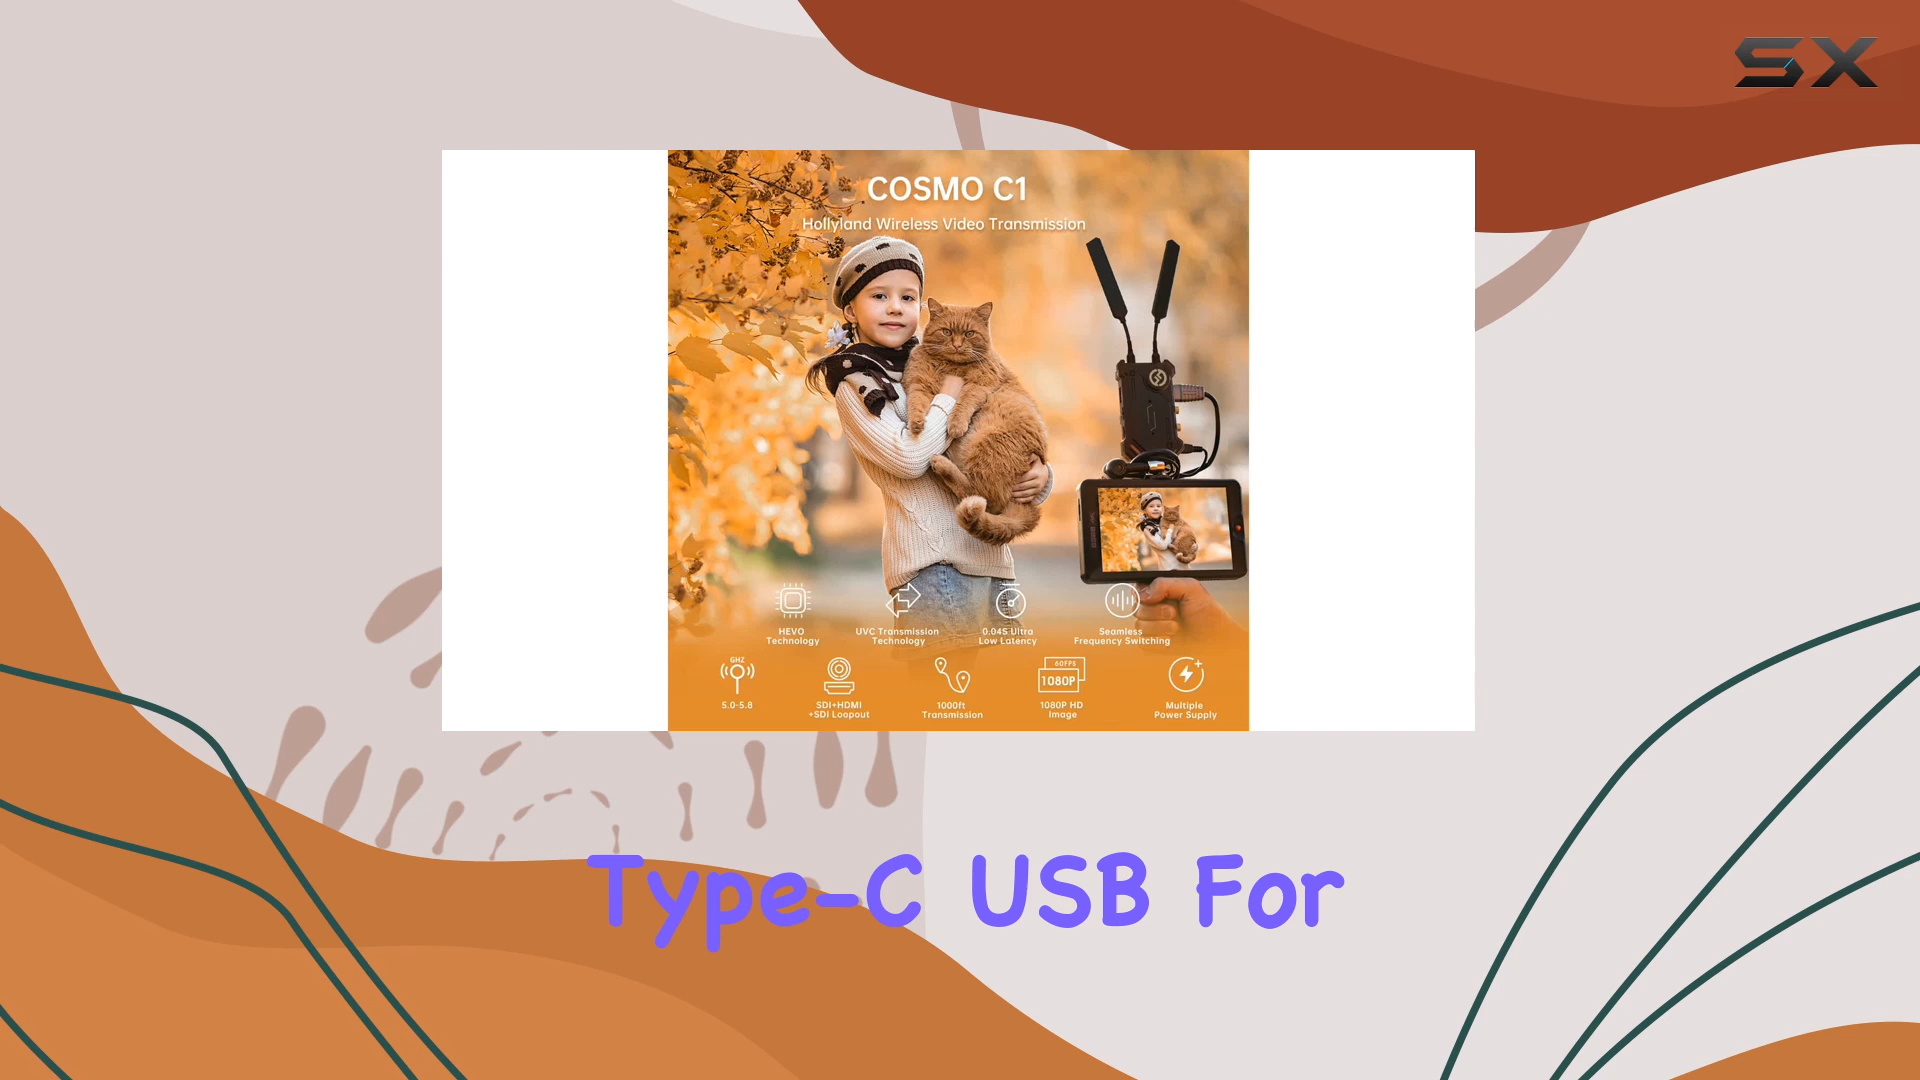 SX
COSMO C1
Hollyland Wireless Video Transmission
HEVO
Technology
UVC Transmission
Technology
0.04S Ultra
Low Latency
Seamless
Frequency Switching
GHZ
5.0-5.8
SDI+HDMI
+SDI Loopout
1000ft
Transmission
60FPS
1080P
1080P HD
Image
Multiple
Power Supply
Type-C USB For